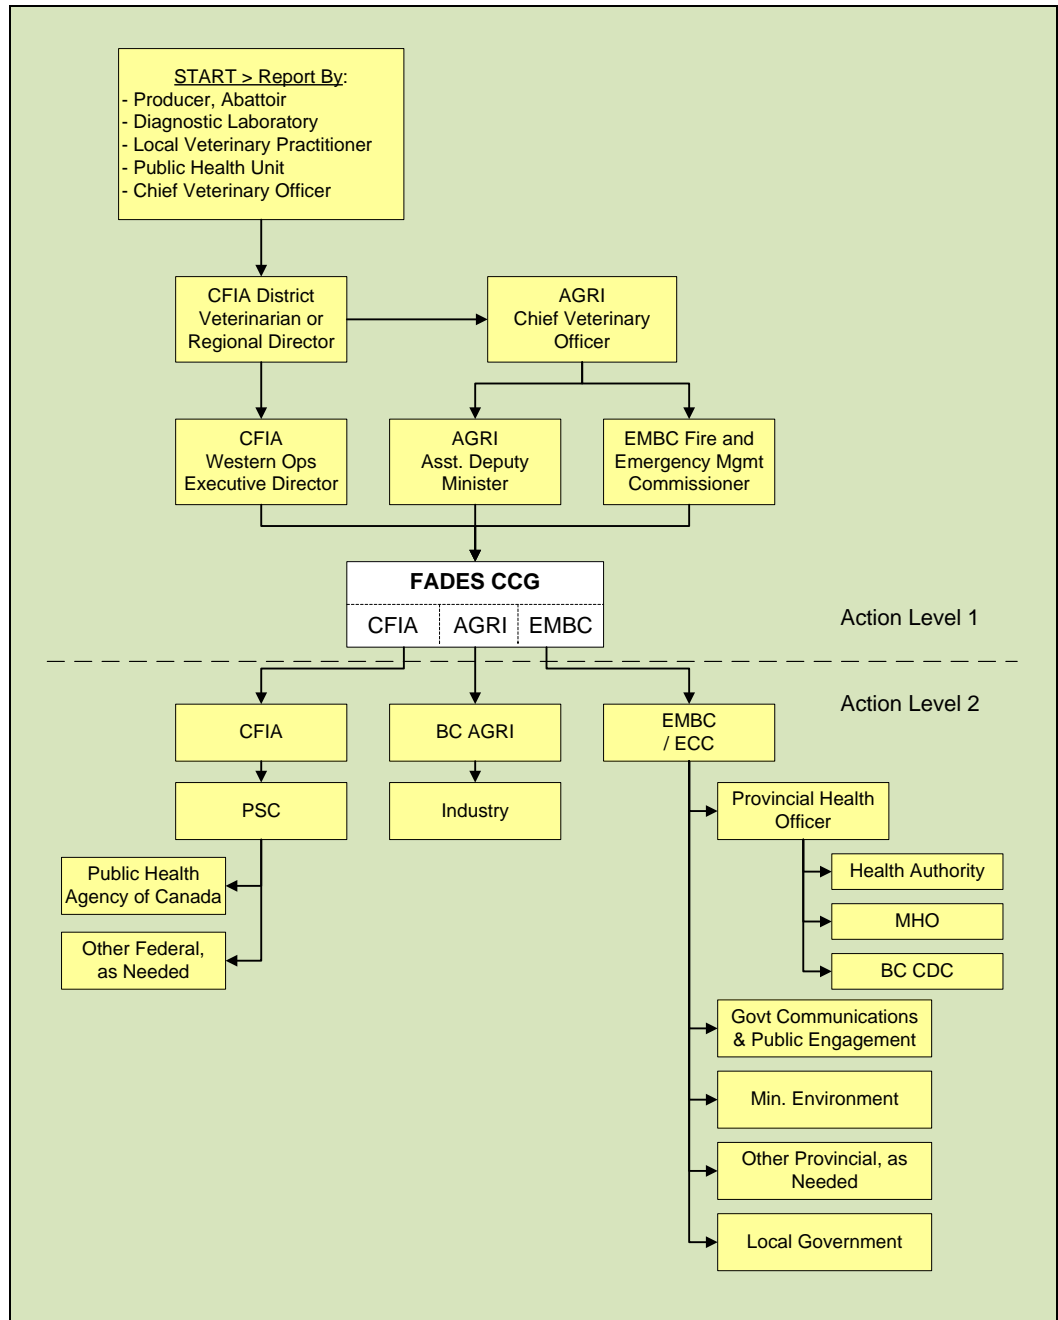 START > Report By:
- Producer, Abattoir
- Diagnostic Laboratory
- Local Veterinary Practitioner
- Public Health Unit
- Chief Veterinary Officer
CFIA District
Veterinarian or
Regional Director
AGRI
Chief Veterinary
Officer
CFIA
Western Ops
Executive Director
AGRI
Asst. Deputy
Minister
EMBC Fire and
Emergency Mgmt
Commissioner
FADES CCG
CFIA AGRI EMBC
Action Level 1
Action Level 2
CFIA
BC AGRI
EMBC
/ ECC
PSC
Industry
Provincial Health
Officer
Public Health
Agency of Canada
Health Authority
MHO
Other Federal,
as Needed
BC CDC
Govt Communications
& Public Engagement
Min. Environment
Other Provincial, as
Needed
Local Government